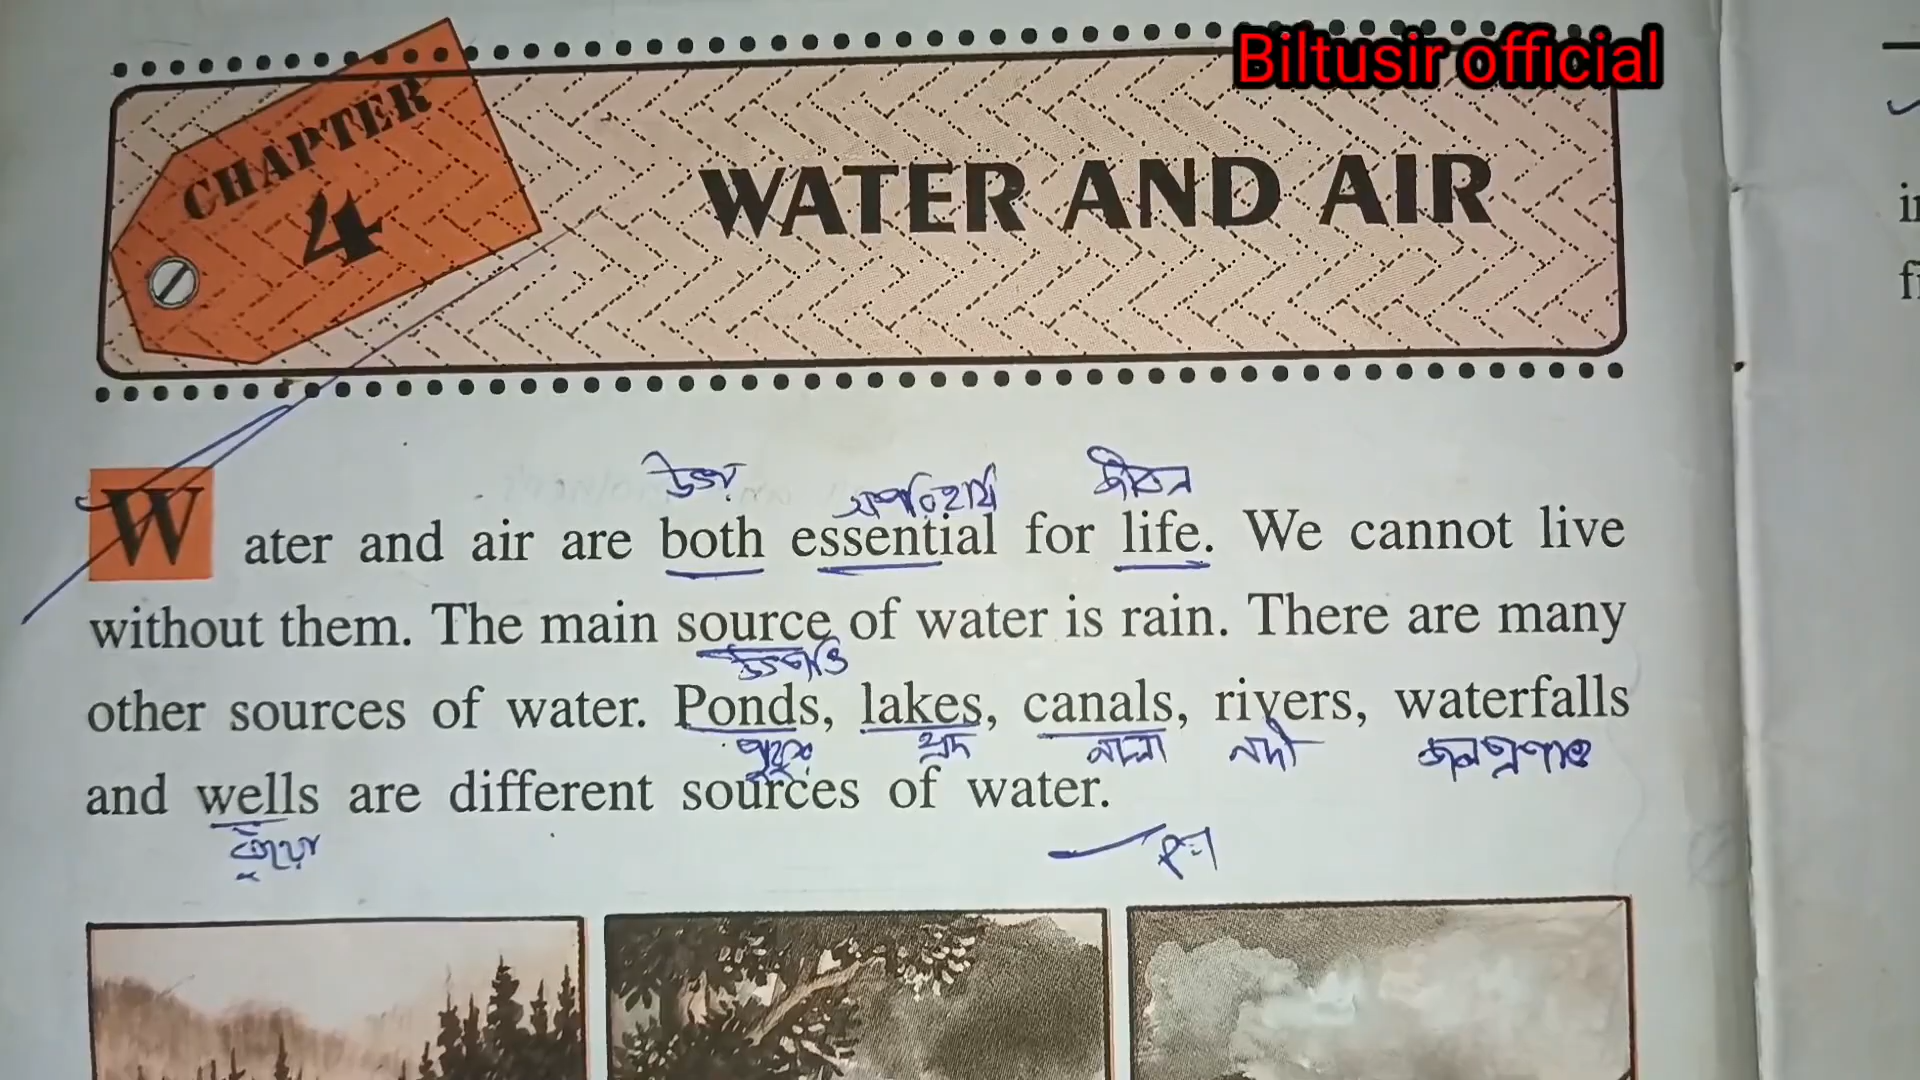 Biltusir official
CHAPTER
4
WATER AND AIR
উভয় অপরিহার্য জীবন
Water and air are both essential for life. We cannot live
without them. The main source of water is rain. There are many
উৎপত্তি
other sources of water. Ponds, lakes, canals, rivers, waterfalls
পুকুর হ্রদ নালা নদী জলপ্রপাত
and wells are different sources of water.
কুঁয়ো